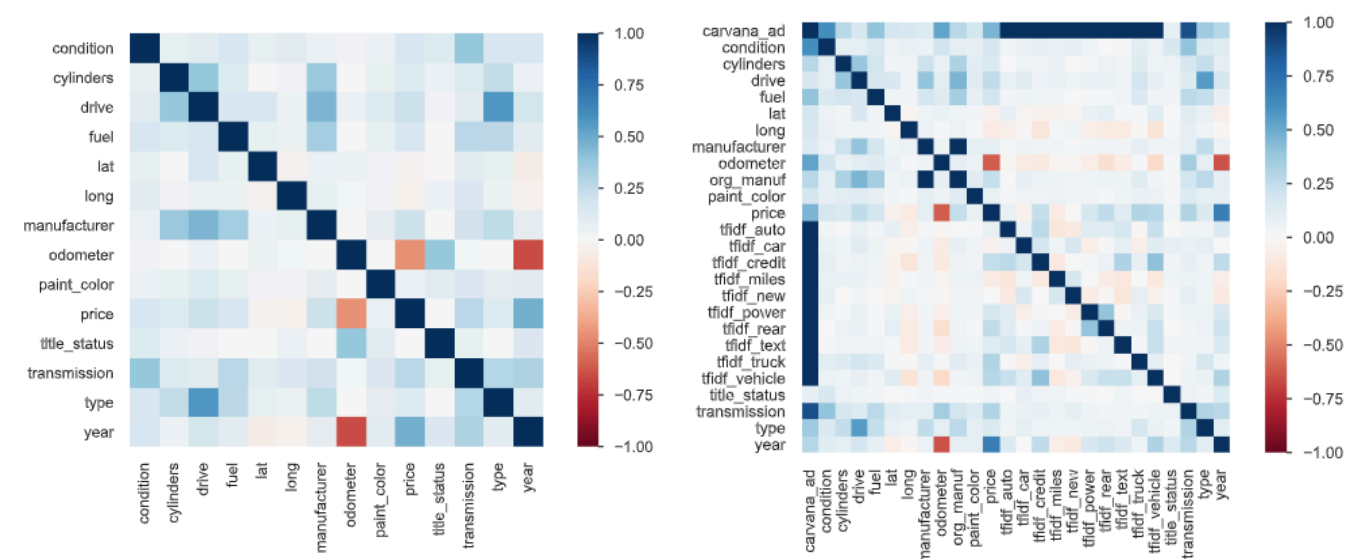 condition
cylinders
drive
fuel
lat
long
manufacturer
odometer
paint_color
price
title_status
transmission
type
year
condition
cylinders
drive
fuel
lat
long
manufacturer
odometer
paint_color
price
title_status
transmission
type
year
1.00
0.75
0.50
0.25
0.00
−0.25
−0.50
−0.75
−1.00
carvana_ad
condition
cylinders
drive
fuel
lat
long
manufacturer
odometer
org_manuf
paint_color
price
tfidf_auto
tfidf_car
tfidf_credit
tfidf_miles
tfidf_new
tfidf_power
tfidf_rear
tfidf_text
tfidf_truck
tfidf_vehicle
title_status
transmission
type
year
carvana_ad
condition
cylinders
drive
fuel
lat
long
manufacturer
odometer
org_manuf
paint_color
price
tfidf_auto
tfidf_car
tfidf_credit
tfidf_miles
tfidf_new
tfidf_power
tfidf_rear
tfidf_text
tfidf_truck
tfidf_vehicle
title_status
transmission
type
year
1.00
0.75
0.50
0.25
0.00
−0.25
−0.50
−0.75
−1.00